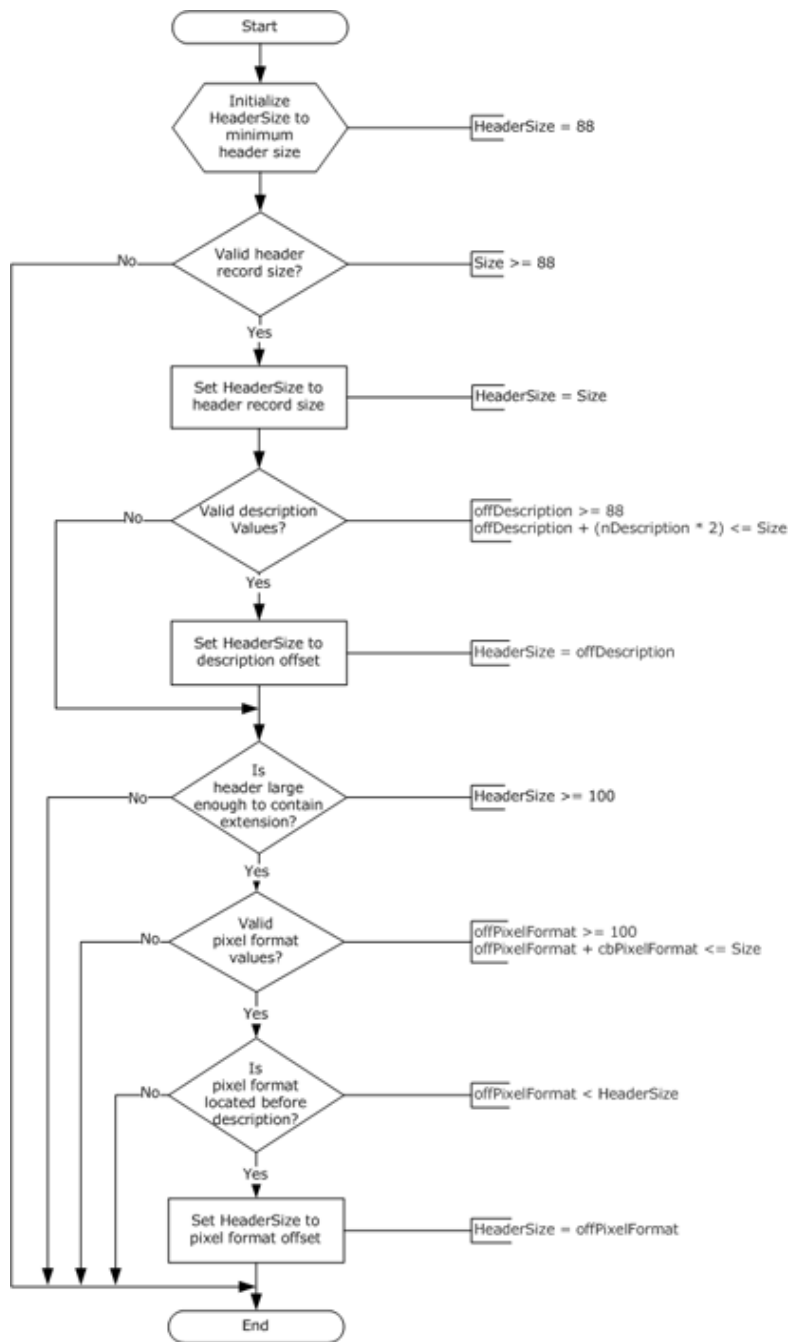 Start
Initialize
HeaderSize to
minimum
header size
HeaderSize = 88
Valid header
record size?
No
Size >= 88
Yes
Set HeaderSize to
header record size
HeaderSize = Size
Valid description
Values?
No
offDescription >= 88
offDescription + (nDescription * 2) <= Size
Yes
Set HeaderSize to
description offset
HeaderSize = offDescription
Is
header large
enough to contain
extension?
No
HeaderSize >= 100
Yes
Valid
pixel format
values?
No
offPixelFormat >= 100
offPixelFormat + cbPixelFormat <= Size
Yes
Is
pixel format
located before
description?
No
offPixelFormat < HeaderSize
Yes
Set HeaderSize to
pixel format offset
HeaderSize = offPixelFormat
End